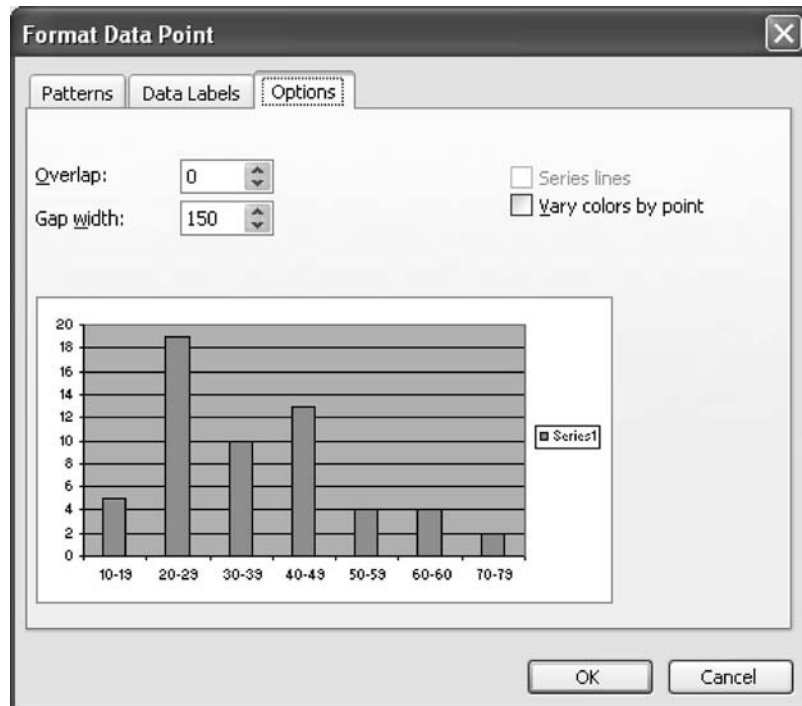 Format Data Point
Patterns Data Labels Options
Overlap: 0
Series lines
Gap width: 150
Vary colors by point
20
18
16
14
12
10
8
6
4
2
0
Series1
10-19 20-29 30-39 40-49 50-59 60-60 70-79
OK Cancel